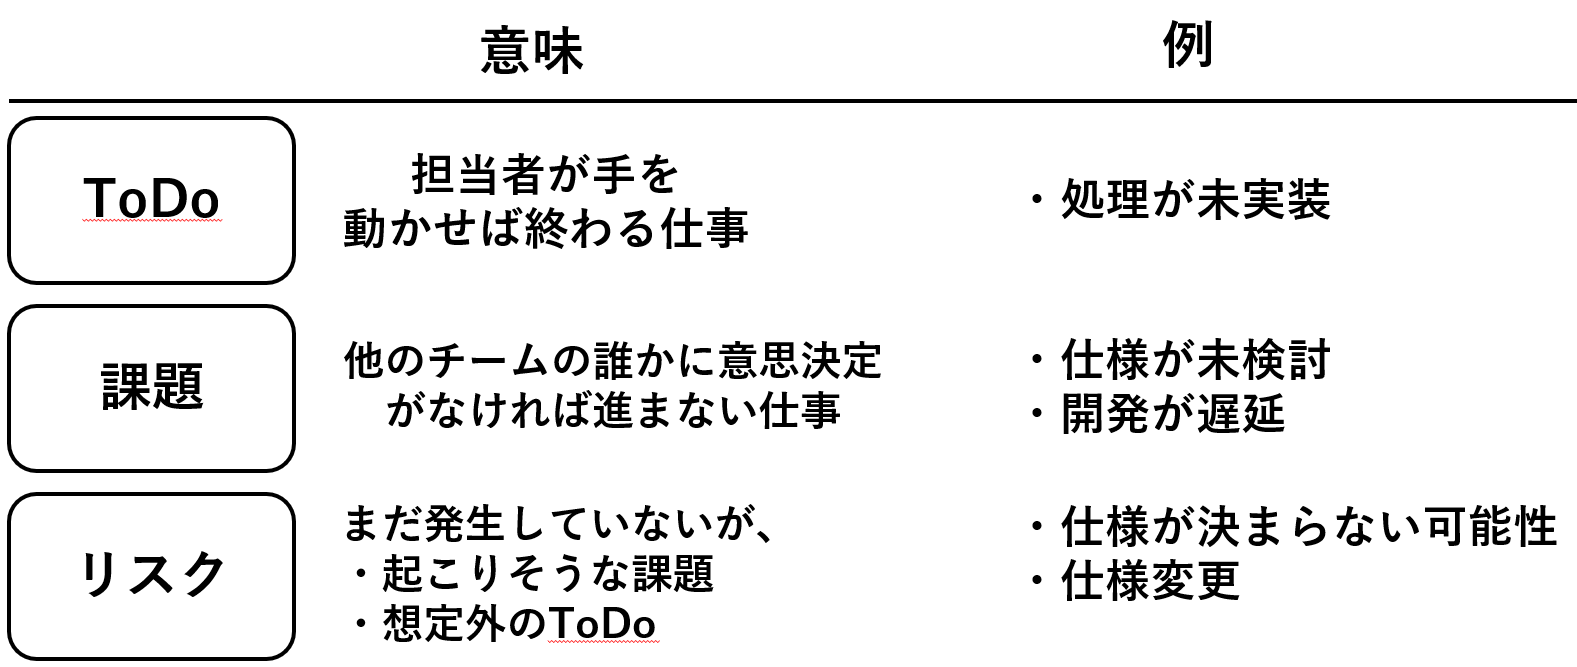 意味
例
ToDo
担当者が手を
動かせば終わる仕事
・処理が未実装
課題
他のチームの誰かに意思決定
がなければ進まない仕事
・仕様が未検討
・開発が遅延
リスク
まだ発生していないが、
・起こりそうな課題
・想定外のToDo
・仕様が決まらない可能性
・仕様変更